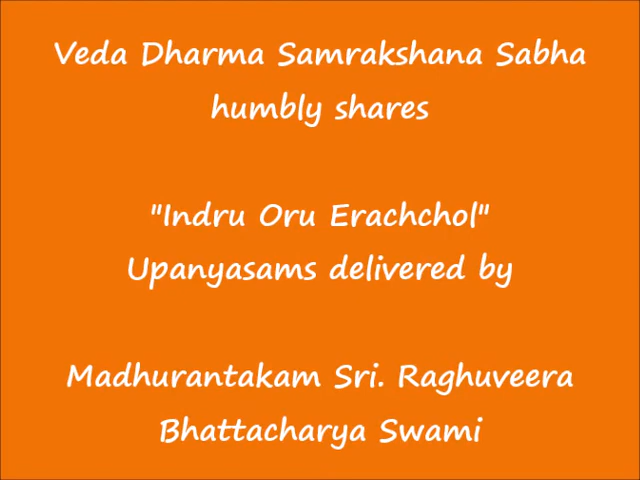 Veda Dharma Samrakshana Sabha
humbly shares
"Indru Oru Erachchol"
Upanyasams delivered by
Madhurantakam Sri. Raghuveera
Bhattacharya Swami